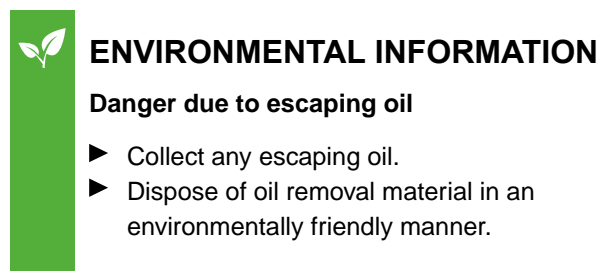 ENVIRONMENTAL INFORMATION
Danger due to escaping oil
► Collect any escaping oil.
► Dispose of oil removal material in an
environmentally friendly manner.